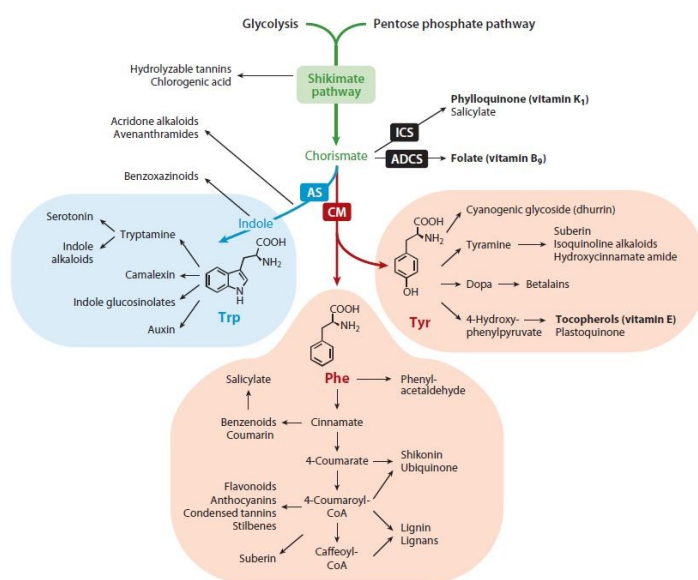 Glycolysis
Pentose phosphate pathway
Hydrolyzable tannins
Chlorogenic acid
Shikimate
pathway
Phylloquinone (vitamin K1)
Salicylate
ICS
Acridone alkaloids
Avenanthramides
Chorismate
ADCS
Folate (vitamin B9)
Benzoxazinoids
AS
CM
Indole
Serotonin
Tryptamine
Indole
alkaloids
COOH
NH2
Camalexin
N
H
Indole glucosinolates
Trp
Auxin
COOH
NH2
OH
Tyr
Cyanogenic glycoside (dhurrin)
Tyramine
Suberin
Isoquinoline alkaloids
Hydroxycinnamate amide
Dopa
Betalains
4-Hydroxy-
phenylpyruvate
Tocopherols (vitamin E)
Plastoquinone
COOH
NH2
Phe
Phenyl-
acetaldehyde
Salicylate
Benzenoids
Coumarin
Cinnamate
4-Coumarate
Shikonin
Ubiquinone
Flavonoids
Anthocyanins
Condensed tannins
Stilbenes
4-Coumaroyl-
CoA
Lignin
Lignans
Suberin
Caffeoyl-
CoA